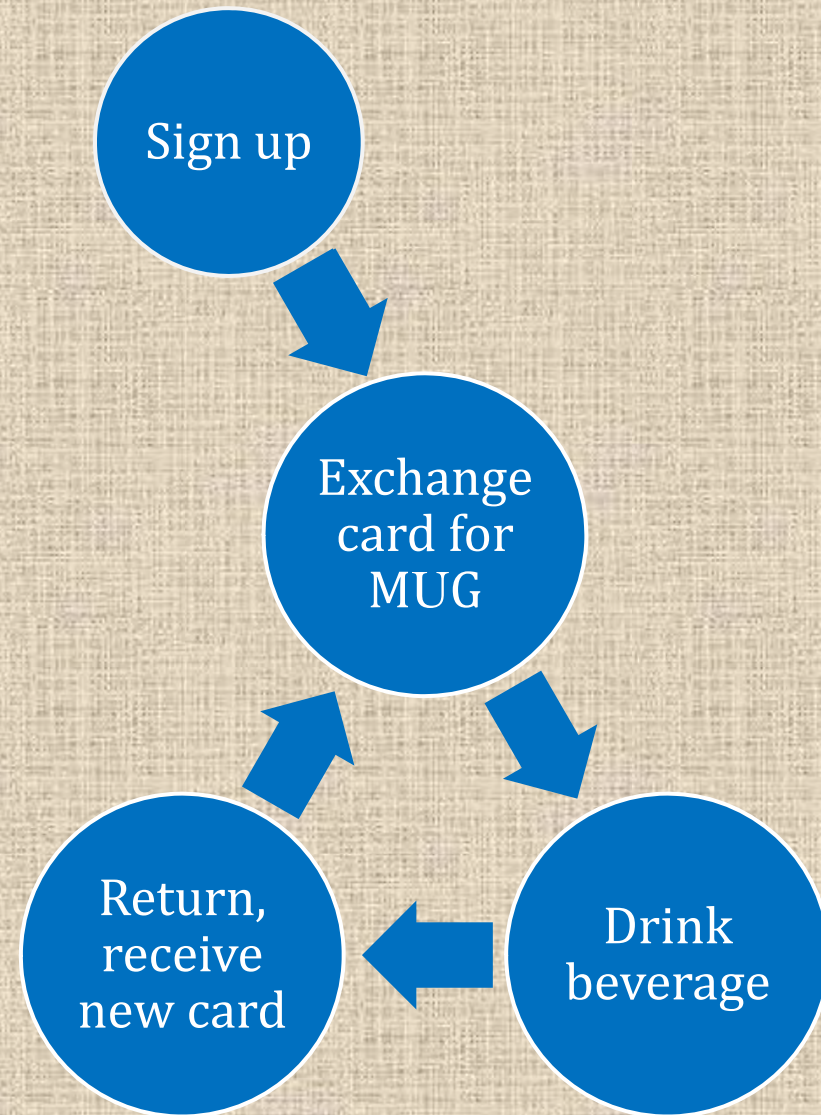 Sign up
Exchange
card for
MUG
Return,
receive
new card
Drink
beverage